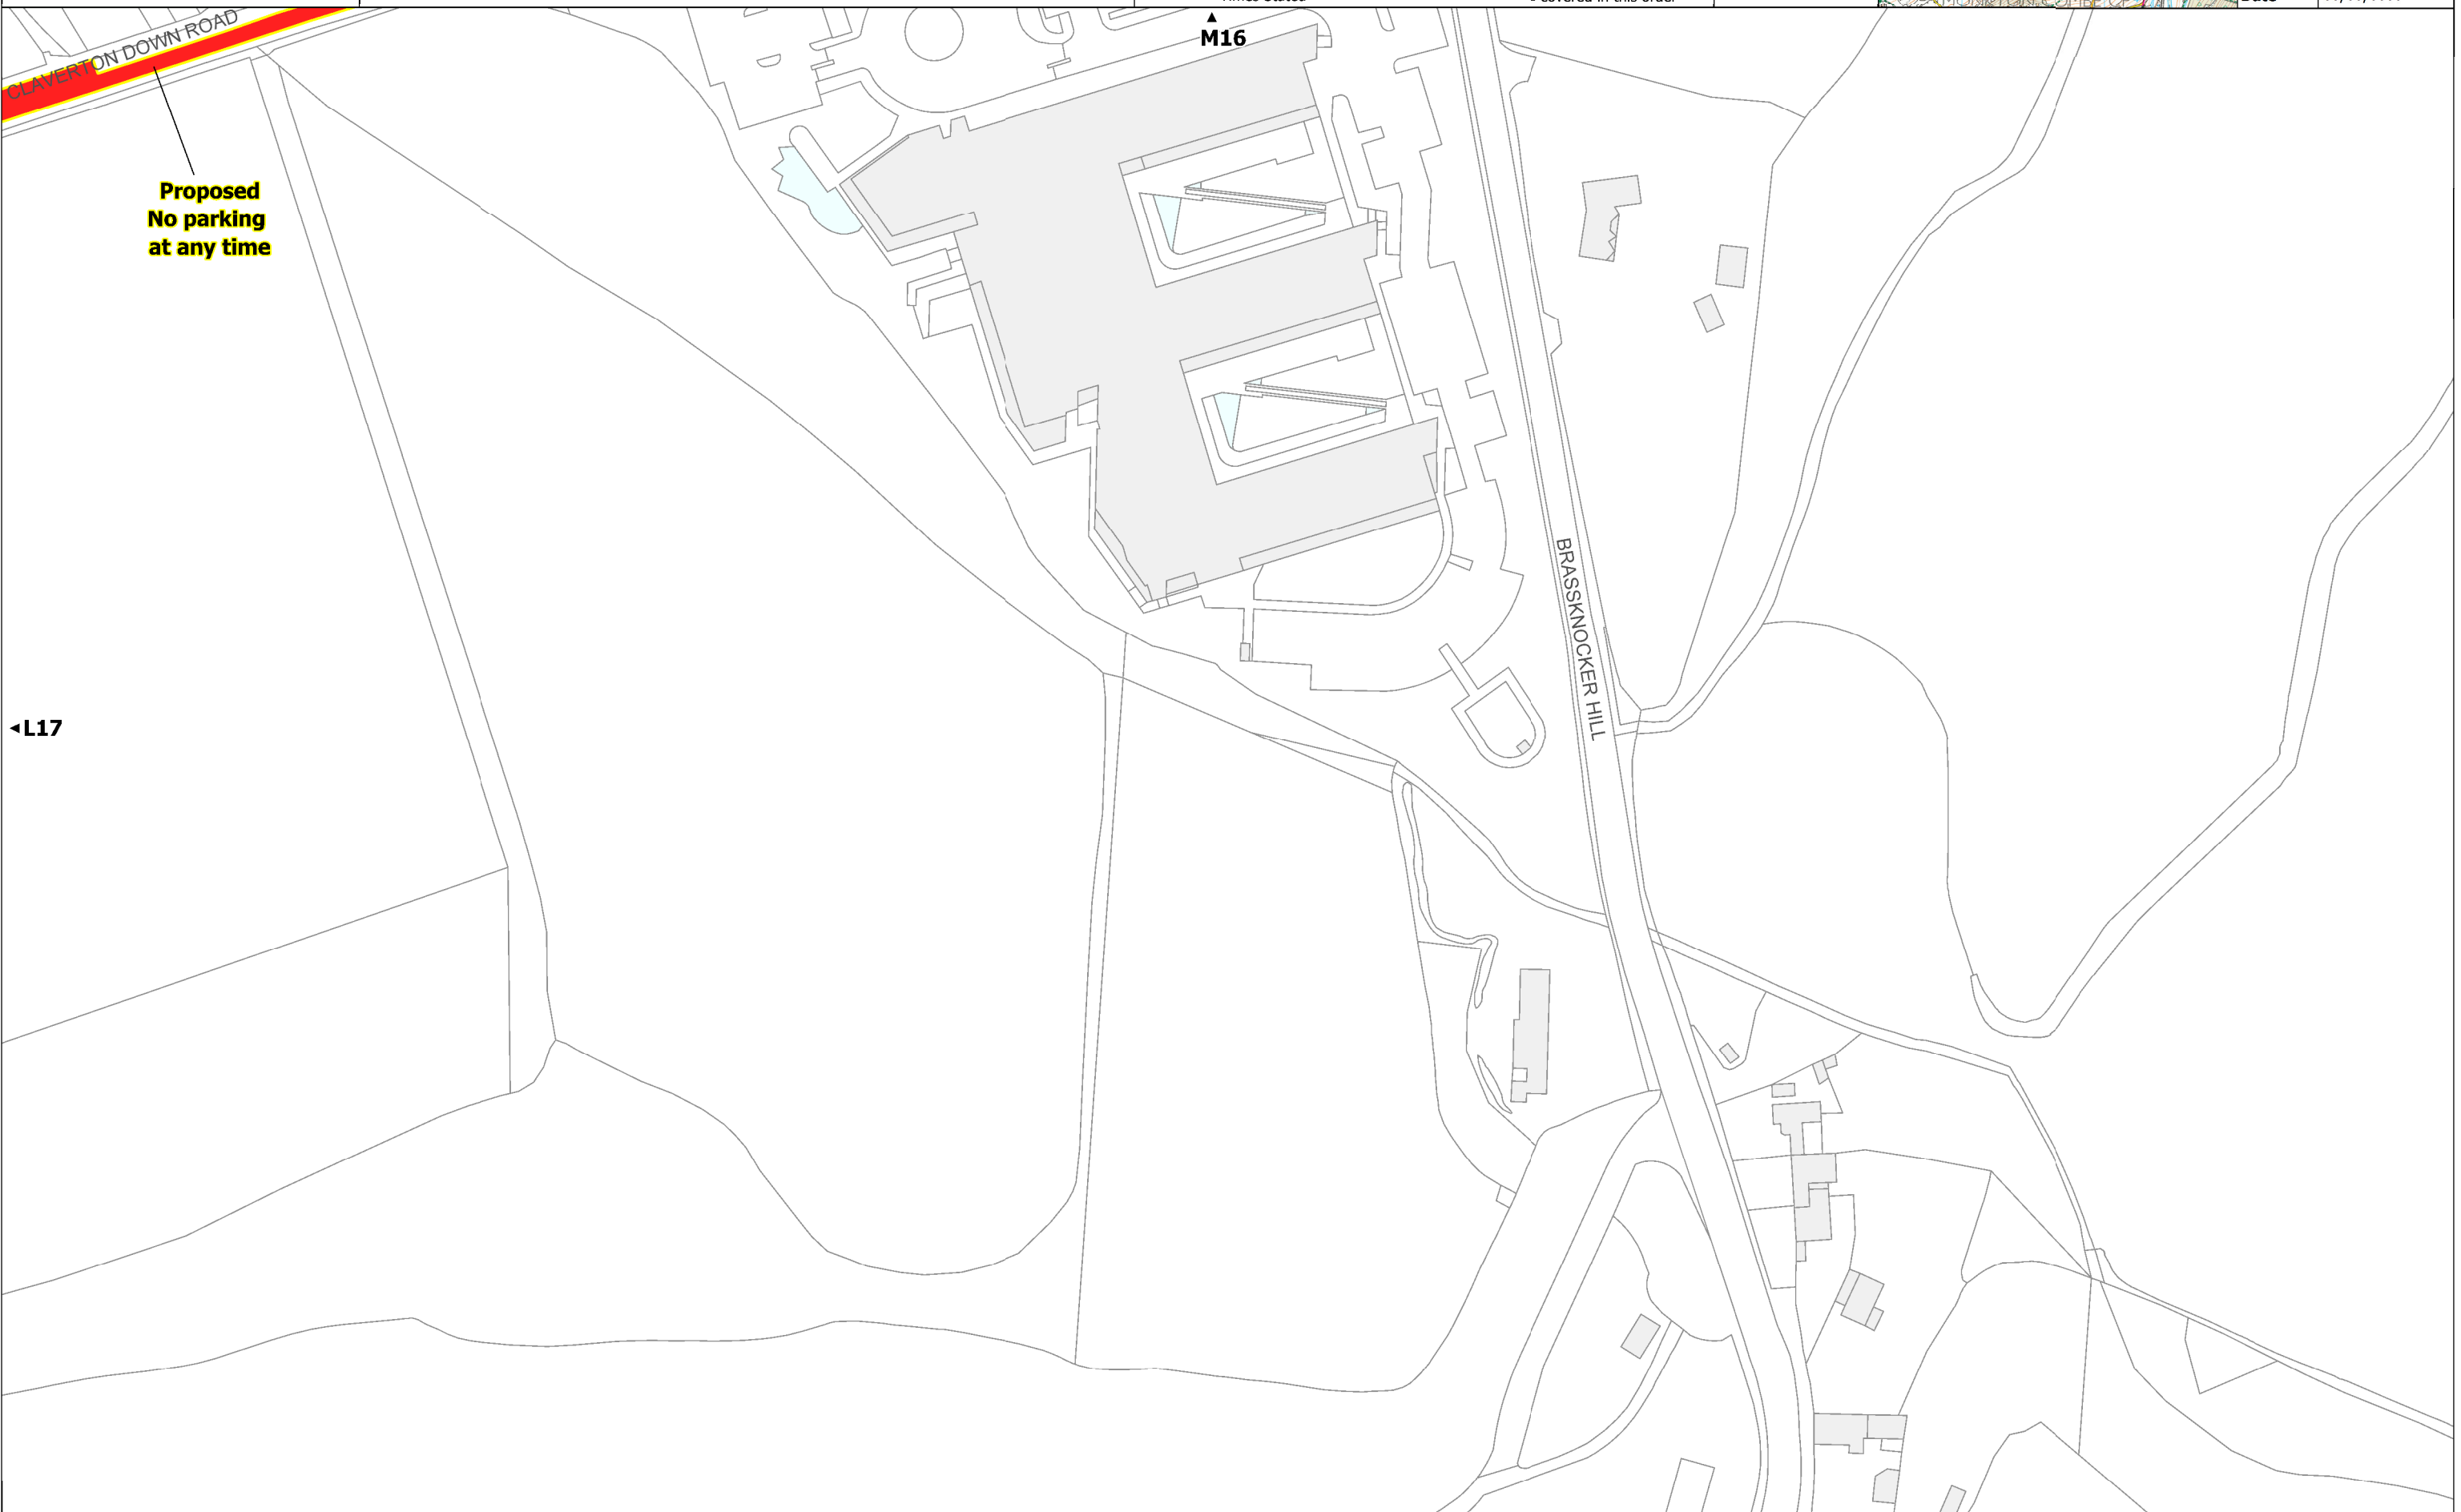 M16
CLAVERTON DOWN ROAD
Proposed
No parking
at any time
BRASSKNOCKER HILL
L17